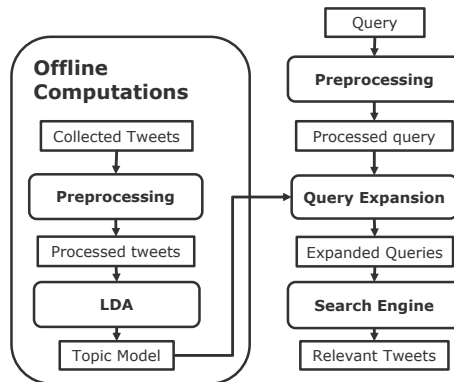 Offline
Computations
Collected Tweets
Preprocessing
Processed tweets
LDA
Topic Model
Query
Preprocessing
Processed query
Query Expansion
Expanded Queries
Search Engine
Relevant Tweets